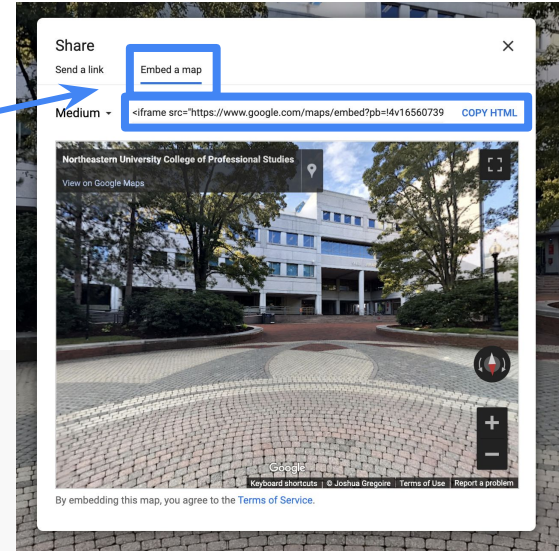 Share
Send a link
Embed a map
Medium
<iframe src="https://www.google.com/maps/embed?pb=!4v16560739
COPY HTML
Northeastern University College of Professional Studies
View on Google Maps
Google
Keyboard shortcuts
© Joshua Gregoire
Terms of Use
Report a problem
By embedding this map, you agree to the Terms of Service.